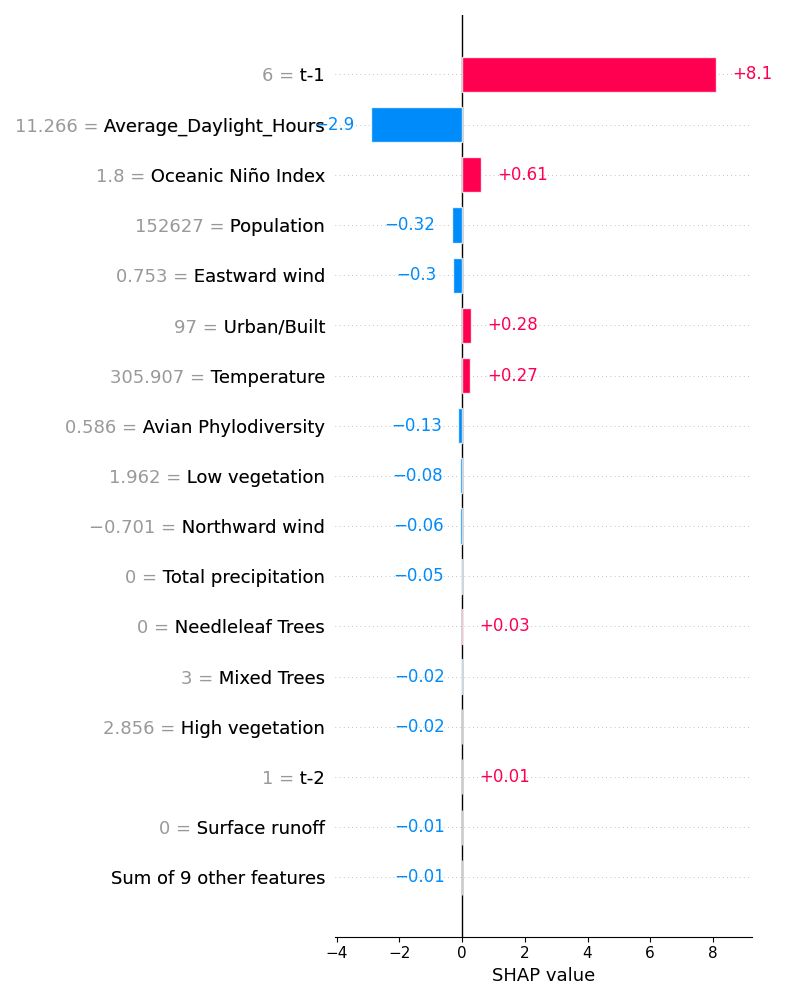 6 = t-1 +8.1
11.266 = Average_Daylight_Hours −2.9
1.8 = Oceanic Niño Index +0.61
152627 = Population −0.32
0.753 = Eastward wind −0.3
97 = Urban/Built +0.28
305.907 = Temperature +0.27
0.586 = Avian Phylodiversity −0.13
1.962 = Low vegetation −0.08
−0.701 = Northward wind −0.06
0 = Total precipitation −0.05
0 = Needleleaf Trees +0.03
3 = Mixed Trees −0.02
2.856 = High vegetation −0.02
1 = t-2 +0.01
0 = Surface runoff −0.01
Sum of 9 other features −0.01
−4 −2 0 2 4 6 8
SHAP value